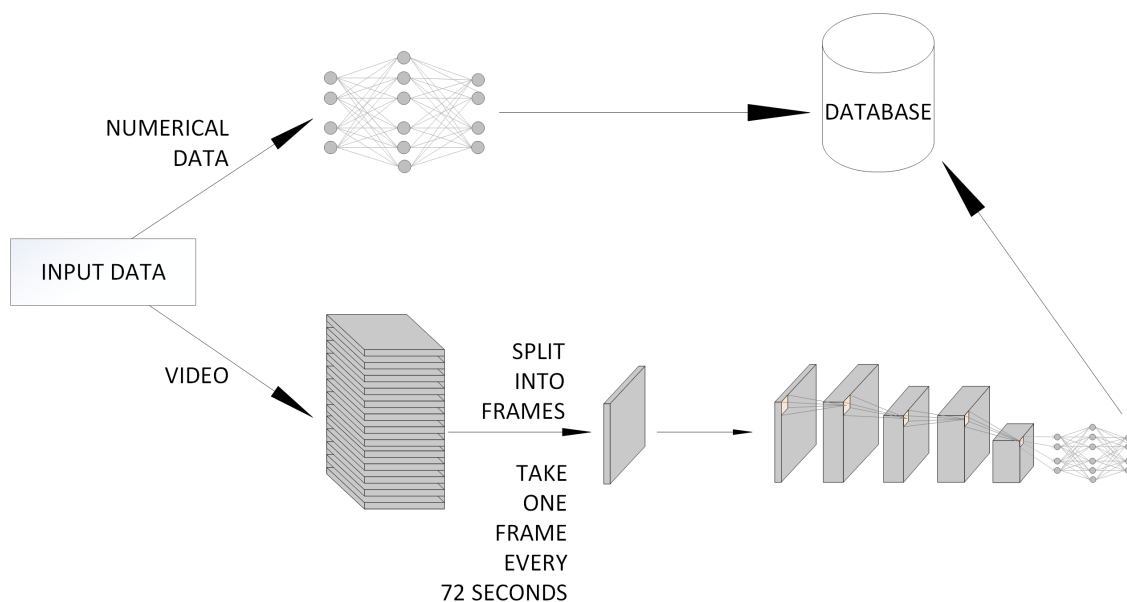 NUMERICAL
DATA
DATABASE
INPUT DATA
VIDEO
SPLIT
INTO
FRAMES
TAKE
ONE
FRAME
EVERY
72 SECONDS